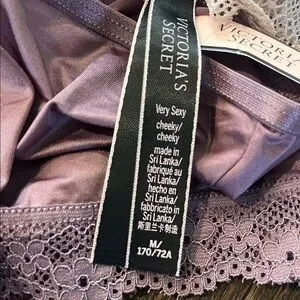 VICTORIA'S
SECRET
Very Sexy
cheeky/
cheeky
made in
Sri Lanka/
fabriqué au
Sri Lanka/
hecho en
Sri Lanka/
fabbricato in
Sri Lanka/
斯里兰卡制造
M/
170/72A
VICTORIA'S
SECRET